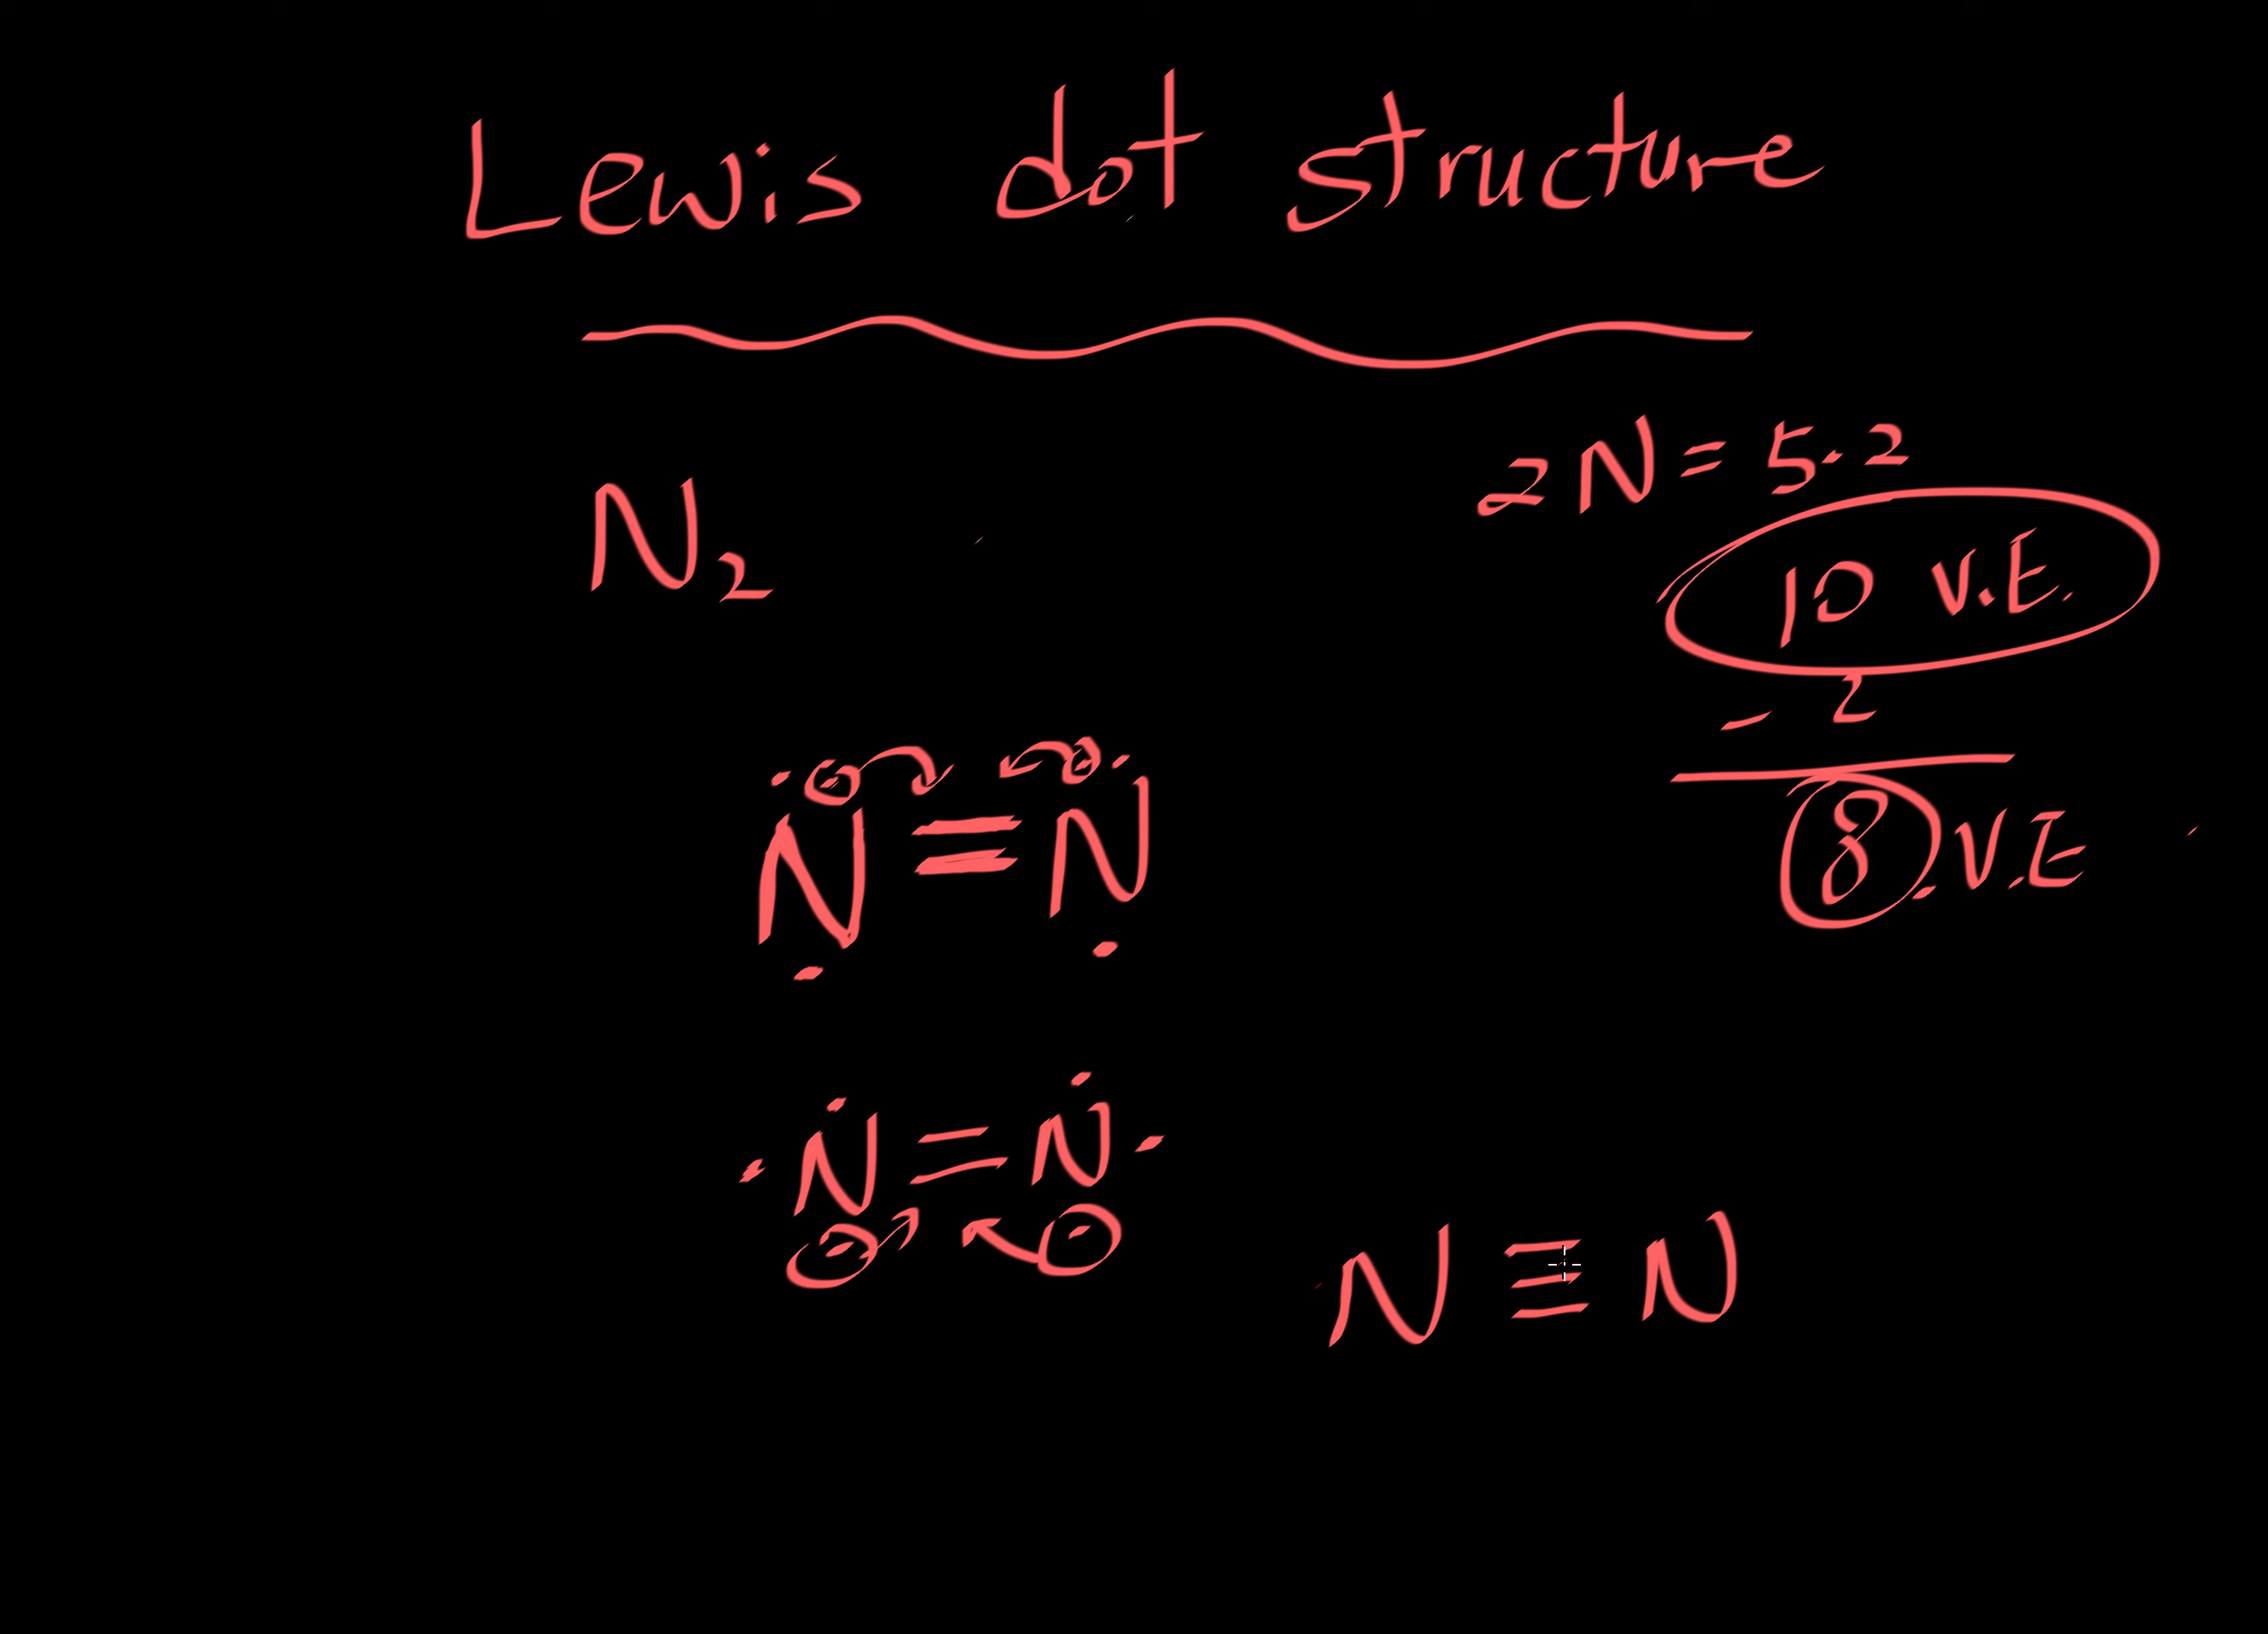 Lewis dot structure
2N = 5·2
N2
10 V.E.
- 2
8 V.E
N = N
N = N
N ≡ N